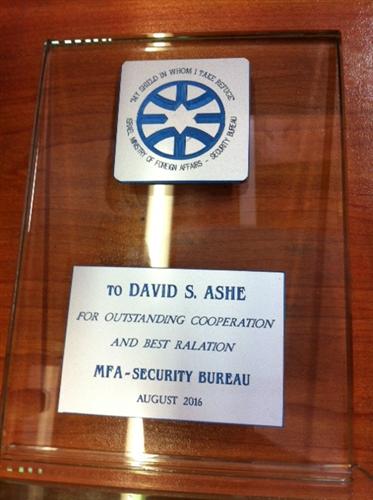 "MY SHIELD IN WHOM I TAKE REFUGE"
ISRAEL MINISTRY OF FOREIGN AFFAIRS - SECURITY BUREAU
TO DAVID S. ASHE
FOR OUTSTANDING COOPERATION
AND BEST RALATION
MFA-SECURITY BUREAU
AUGUST 2016